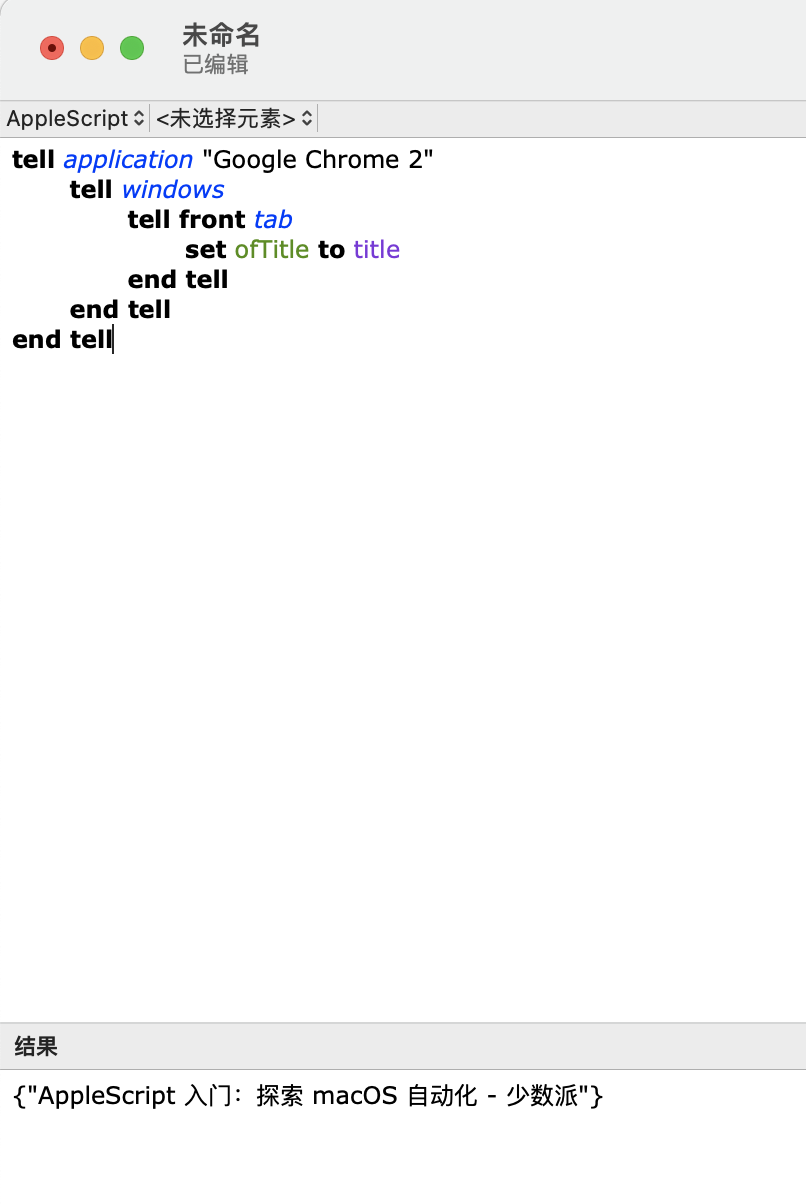 未命名
已编辑
AppleScript <未选择元素>
tell application "Google Chrome 2"
tell windows
tell front tab
set ofTitle to title
end tell
end tell
end tell
结果
{"AppleScript 入门：探索 macOS 自动化 - 少数派"}